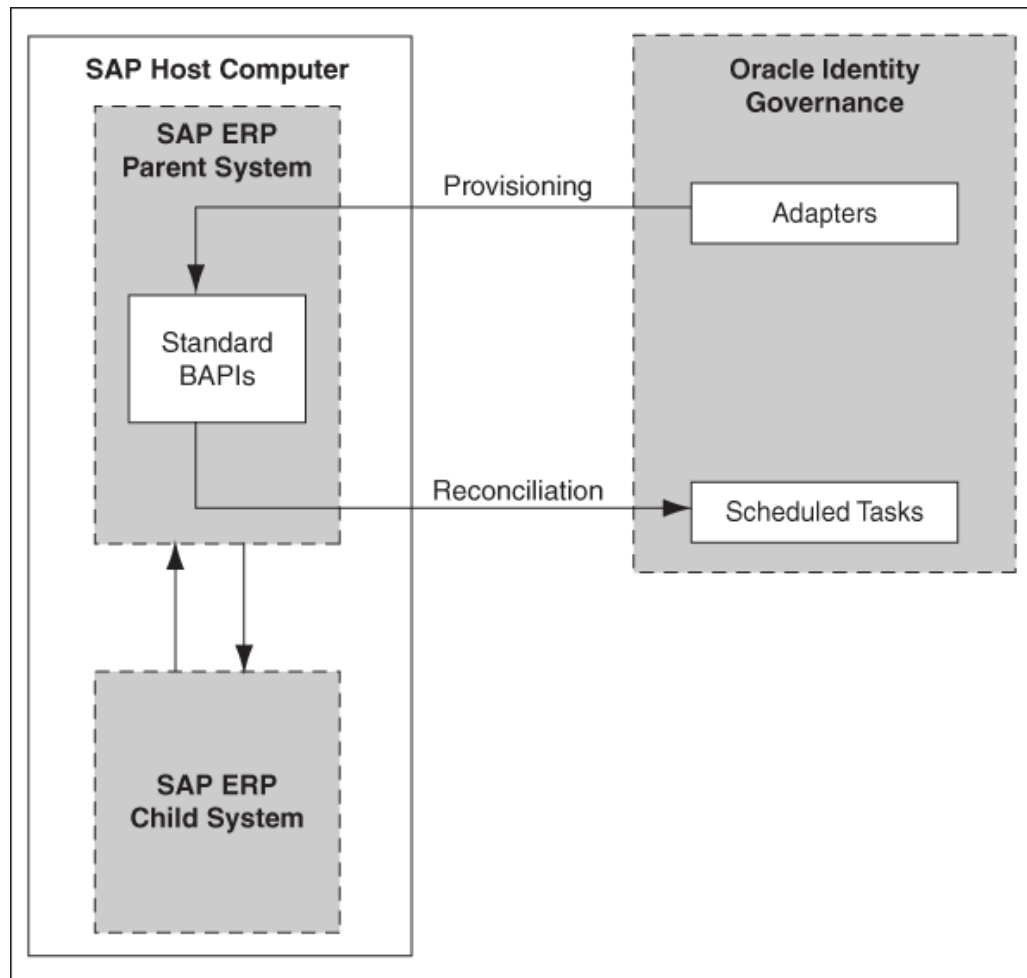 SAP Host Computer
SAP ERP
Parent System
Standard
BAPIs
SAP ERP
Child System
Provisioning
Reconciliation
Oracle Identity
Governance
Adapters
Scheduled Tasks